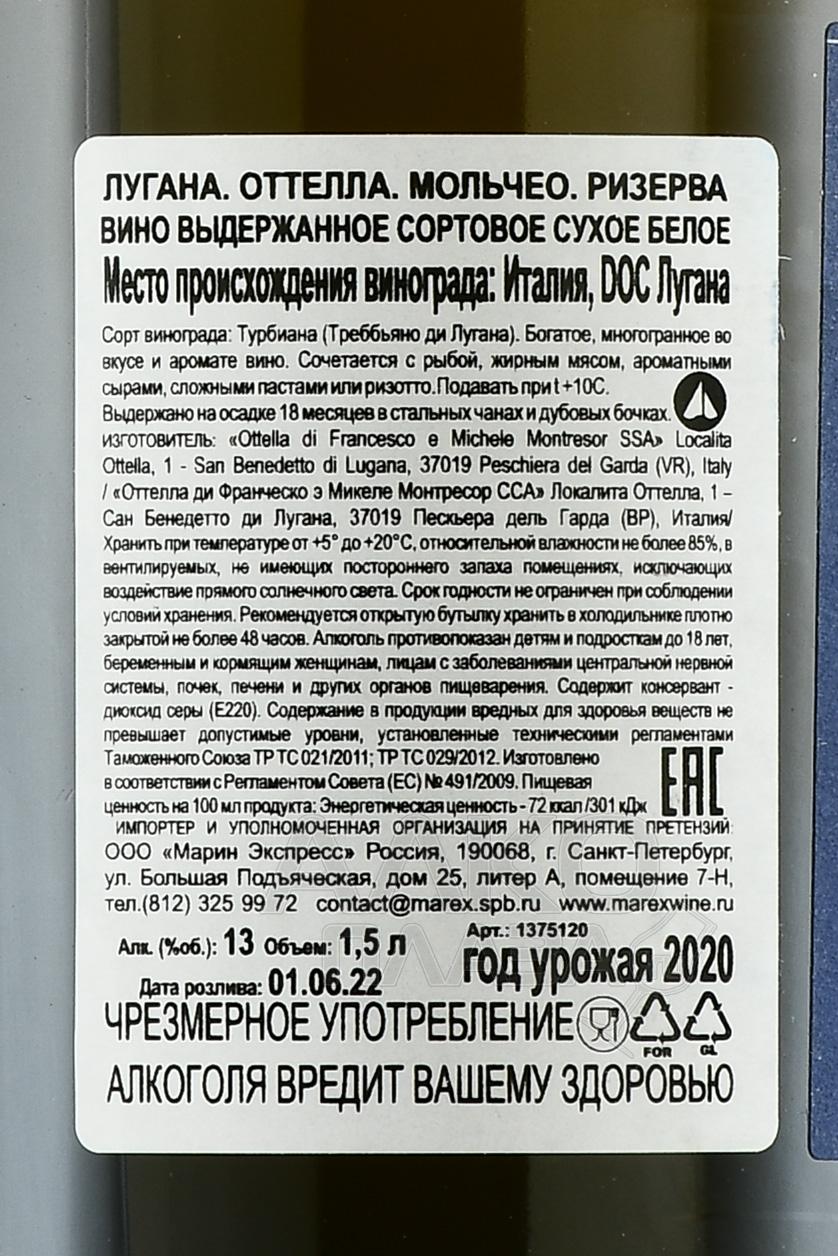 ЛУГАНА. ОТТЕЛЛА. МОЛЬЧЕО. РИЗЕРВА
ВИНО ВЫДЕРЖАННОЕ СОРТОВОЕ СУХОЕ БЕЛОЕ
Место происхождения винограда: Италия, DOC Лугана
Сорт винограда: Турбиана (Треббьяно ди Лугана). Богатое, многогранное во
вкусе и аромате вино. Сочетается с рыбой, жирным мясом, ароматными
сырами, сложными пастами или ризотто.Подавать при t +10С.
Выдержано на осадке 18 месяцев в стальных чанах и дубовых бочках.
ИЗГОТОВИТЕЛЬ: «Ottella di Francesco e Michele Montresor SSA» Localita
Ottella, 1 - San Benedetto di Lugana, 37019 Peschiera del Garda (VR), Italy
/ «Оттелла ди Франческо э Микеле Монтресор ССА» Локалита Оттелла, 1 –
Сан Бенедетто ди Лугана, 37019 Пескьера дель Гарда (ВР), Италия/
Хранить при температуре от +5° до +20°С, относительной влажности не более 85%, в
вентилируемых, не имеющих постороннего запаха помещениях, исключающих
воздействие прямого солнечного света. Срок годности не ограничен при соблюдении
условий хранения. Рекомендуется открытую бутылку хранить в холодильнике плотно
закрытой не более 48 часов. Алкоголь противопоказан детям и подросткам до 18 лет,
беременным и кормящим женщинам, лицам с заболеваниями центральной нервной
системы, почек, печени и других органов пищеварения. Содержит консервант -
диоксид серы (Е220). Содержание в продукции вредных для здоровья веществ не
превышает допустимые уровни, установленные техническими регламентами
Таможенного Союза ТР ТС 021/2011; ТР ТС 029/2012. Изготовлено
в соответствии с Регламентом Совета (ЕС) №491/2009. Пищевая
ценность на 100 мл продукта: Энергетическая ценность - 72 ккал /301 кДж
EAC
ИМПОРТЕР И УПОЛНОМОЧЕННАЯ ОРГАНИЗАЦИЯ НА ПРИНЯТИЕ ПРЕТЕНЗИЙ:
ООО «Марин Экспресс» Россия, 190068, г. Санкт-Петербург,
ул. Большая Подъяческая, дом 25, литер А, помещение 7-Н,
тел.(812) 325 99 72 contact@marex.spb.ru www.marexwine.ru
Алк. (%об.): 13 Объем: 1,5 л
Арт.: 1375120
год урожая 2020
Дата розлива: 01.06.22
ЧРЕЗМЕРНОЕ УПОТРЕБЛЕНИЕ
FOR GL
АЛКОГОЛЯ ВРЕДИТ ВАШЕМУ ЗДОРОВЬЮ